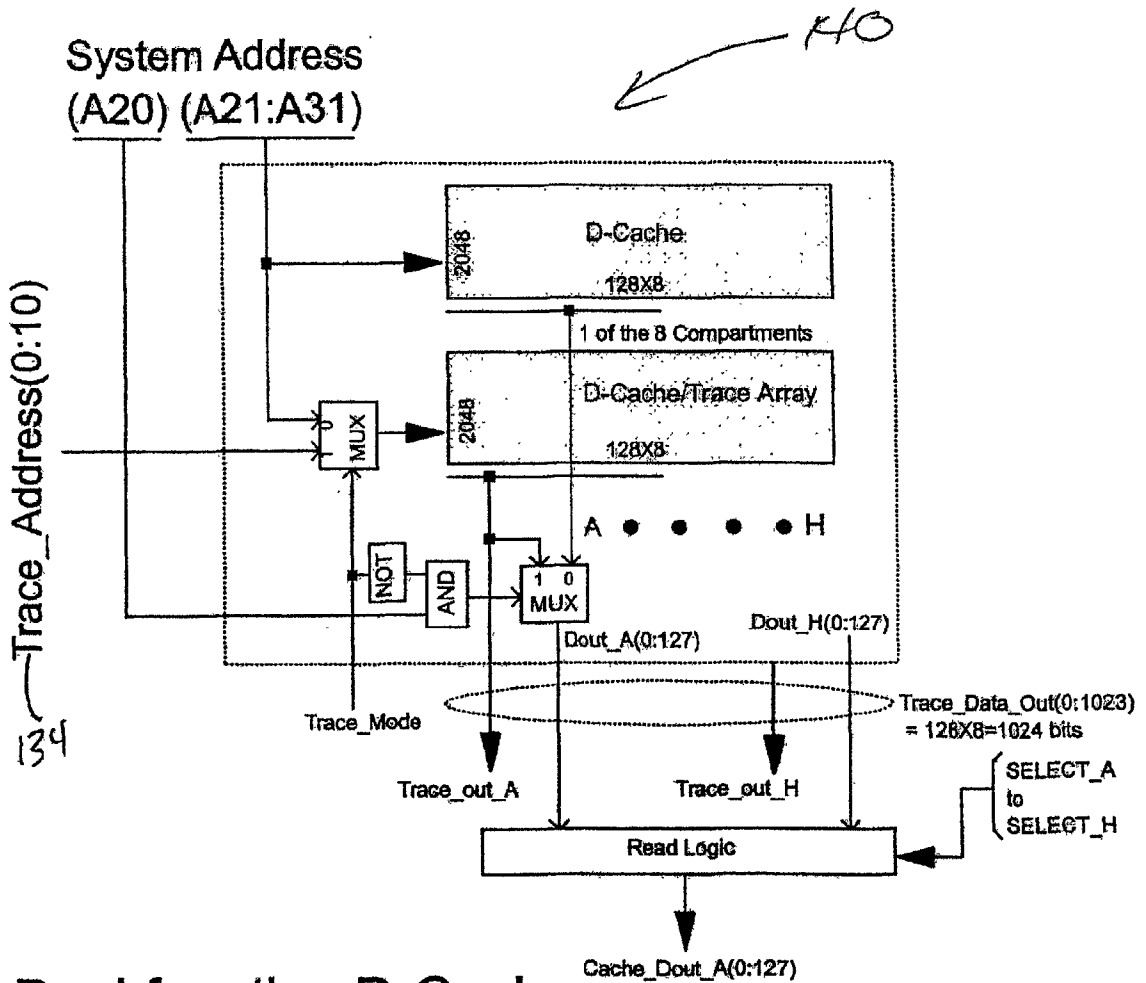 140
System Address
(A20) (A21:A31)
D-Cache
2048
128X8
1 of the 8 Compartments
D-Cache/Trace Array
2048
128X8
Trace_Address(0:10)
134
0
1
MUX
A H
NOT
AND
1 0
MUX
Dout_A(0:127)
Dout_H(0:127)
Trace_Mode
Trace_Data_Out(0:1023)
= 128X8=1024 bits
Trace_out_A
Trace_out_H
SELECT_A
to
SELECT_H
Read Logic
Cache_Dout_A(0:127)